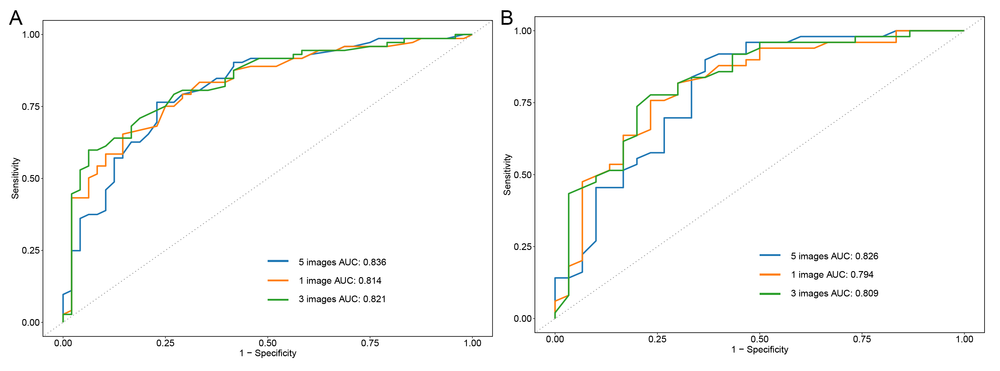 A
1.00
0.75
0.50
0.25
0.00
Sensitivity
5 images AUC: 0.836
1 image AUC: 0.814
3 images AUC: 0.821
0.00 0.25 0.50 0.75 1.00
1 − Specificity
B
1.00
0.75
0.50
0.25
0.00
Sensitivity
5 images AUC: 0.826
1 image AUC: 0.794
3 images AUC: 0.809
0.00 0.25 0.50 0.75 1.00
1 − Specificity